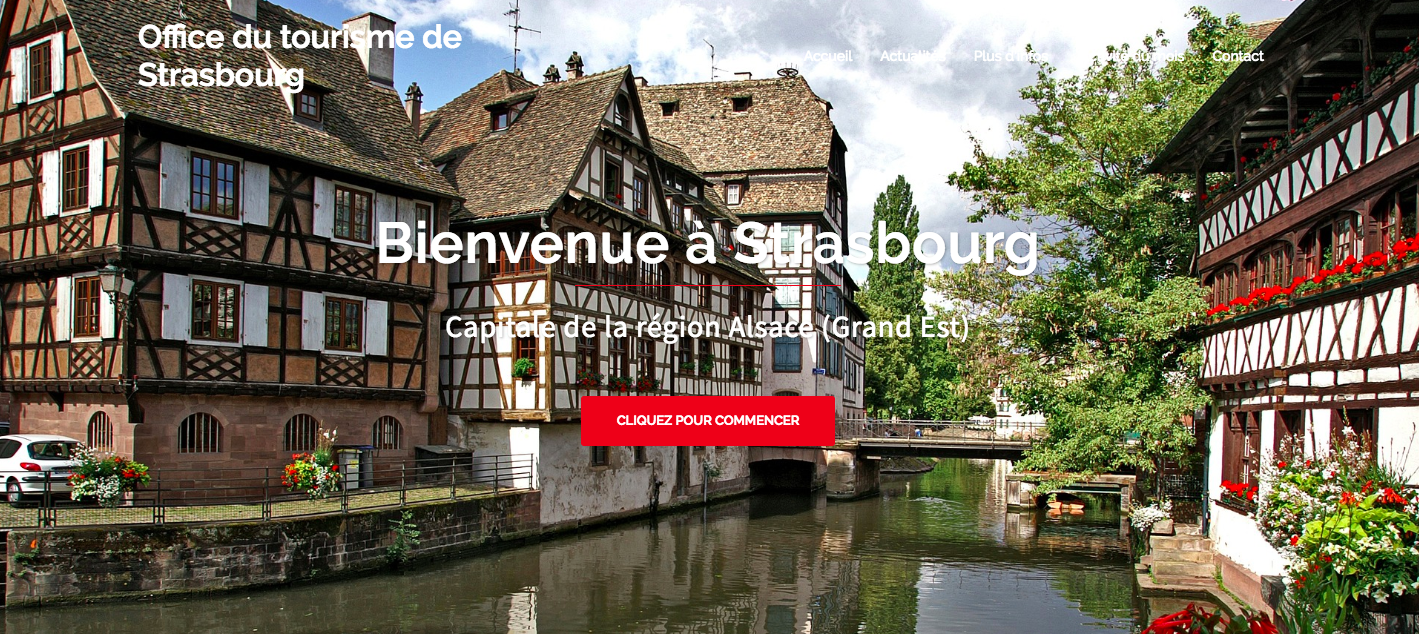 Office du tourisme de
Strasbourg
Accueil Actualités Plus d'infos Contact
Bienvenue à Strasbourg
Capitale de la région Alsace (Grand Est)
CLIQUEZ POUR COMMENCER